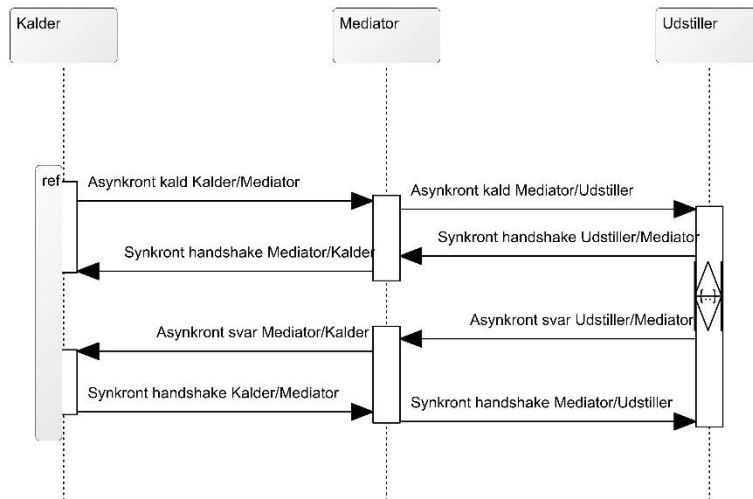 Kalder
Mediator
Udstiller
ref
Asynkront kald Kalder/Mediator
Asynkront kald Mediator/Udstiller
Synkront handshake Udstiller/Mediator
Synkront handshake Mediator/Kalder
{..}
Asynkront svar Udstiller/Mediator
Asynkront svar Mediator/Kalder
Synkront handshake Kalder/Mediator
Synkront handshake Mediator/Udstiller